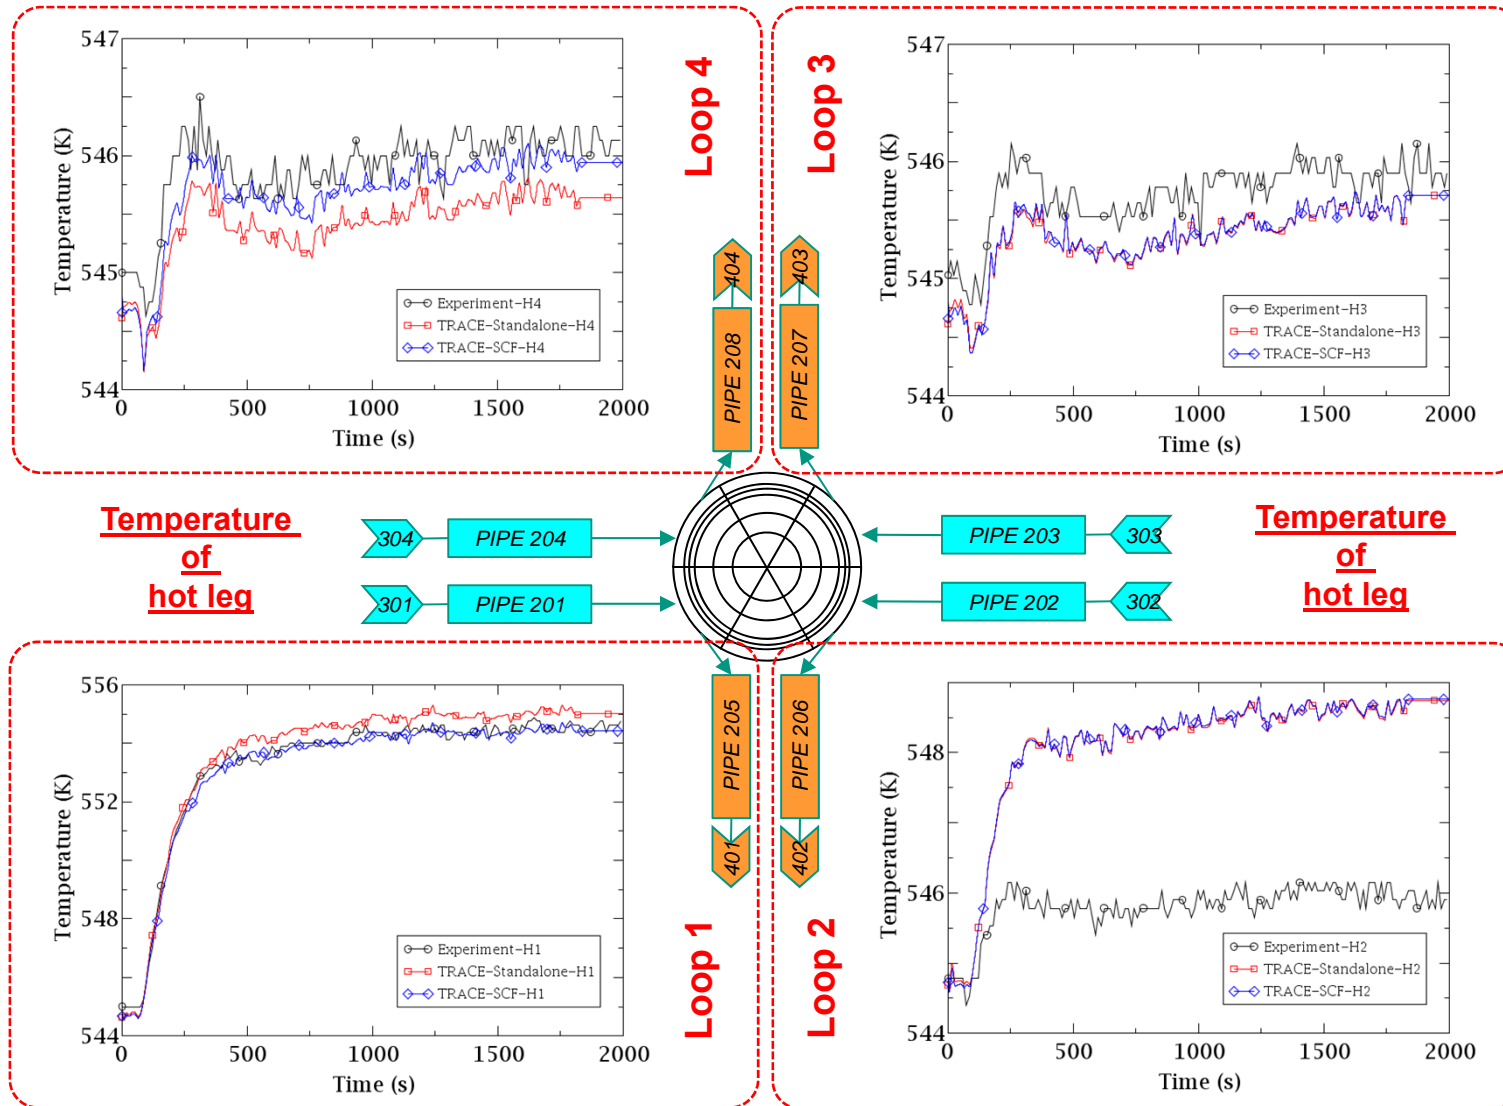 547
546
545
544
0
500
1000
1500
2000
Temperature (K)
Time (s)
Experiment-H4
TRACE-Standalone-H4
TRACE-SCF-H4
Loop 4
Loop 3
547
546
545
544
0
500
1000
1500
2000
Temperature (K)
Time (s)
Experiment-H3
TRACE-Standalone-H3
TRACE-SCF-H3
404
403
PIPE 208
PIPE 207
Temperature
of
hot leg
304
PIPE 204
301
PIPE 201
PIPE 203
303
PIPE 202
302
Temperature
of
hot leg
PIPE 205
PIPE 206
401
402
556
552
548
544
0
500
1000
1500
2000
Temperature (K)
Time (s)
Experiment-H1
TRACE-Standalone-H1
TRACE-SCF-H1
Loop 1
Loop 2
548
546
544
0
500
1000
1500
2000
Temperature (K)
Time (s)
Experiment-H2
TRACE-Standalone-H2
TRACE-SCF-H2